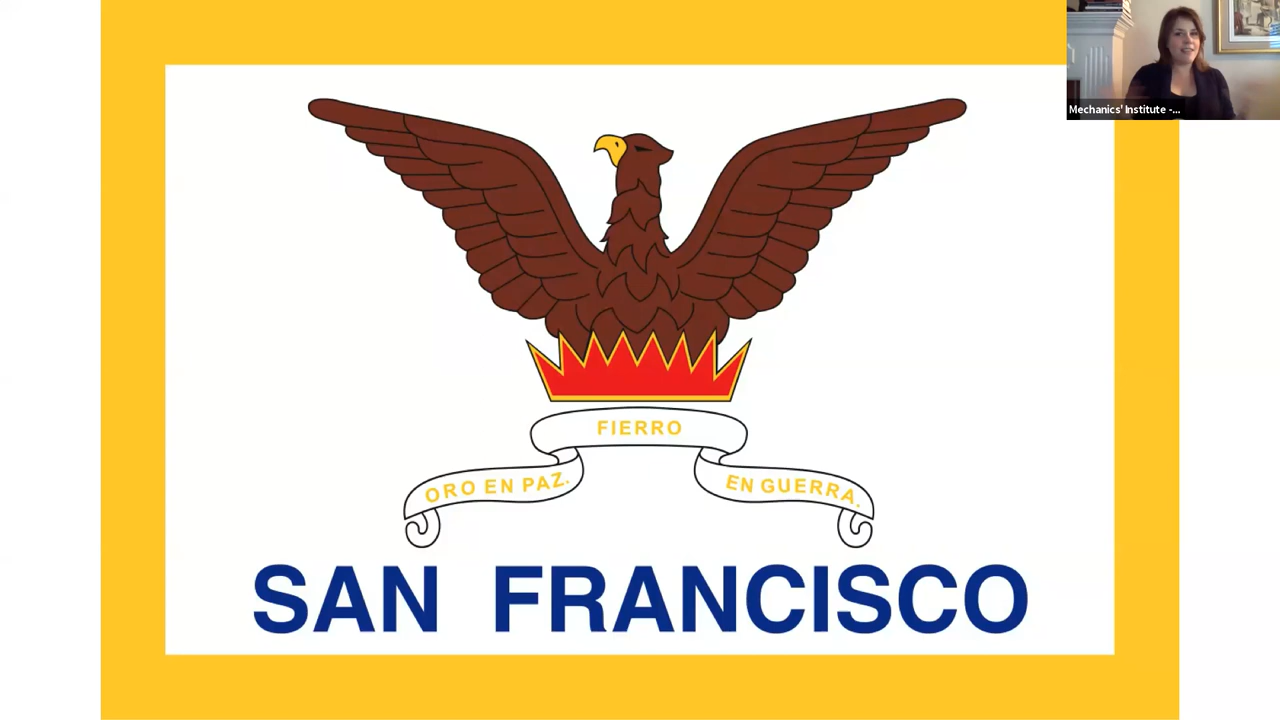 Mechanics' Institute -...
FIERRO
ORO EN PAZ. EN GUERRA.
SAN FRANCISCO